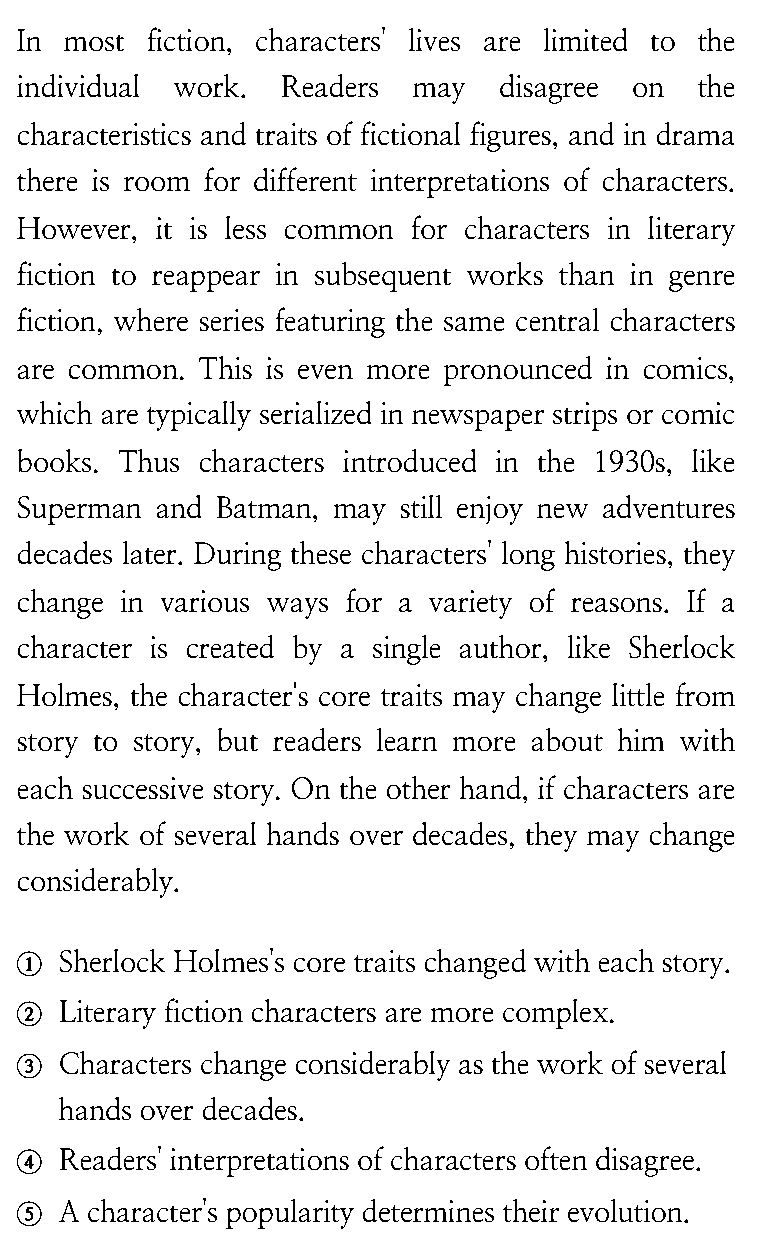 In most fiction, characters' lives are limited to the
individual work. Readers may disagree on the
characteristics and traits of fictional figures, and in drama
there is room for different interpretations of characters.
However, it is less common for characters in literary
fiction to reappear in subsequent works than in genre
fiction, where series featuring the same central characters
are common. This is even more pronounced in comics,
which are typically serialized in newspaper strips or comic
books. Thus characters introduced in the 1930s, like
Superman and Batman, may still enjoy new adventures
decades later. During these characters' long histories, they
change in various ways for a variety of reasons. If a
character is created by a single author, like Sherlock
Holmes, the character's core traits may change little from
story to story, but readers learn more about him with
each successive story. On the other hand, if characters are
the work of several hands over decades, they may change
considerably.
① Sherlock Holmes's core traits changed with each story.
② Literary fiction characters are more complex.
③ Characters change considerably as the work of several
hands over decades.
④ Readers' interpretations of characters often disagree.
⑤ A character's popularity determines their evolution.